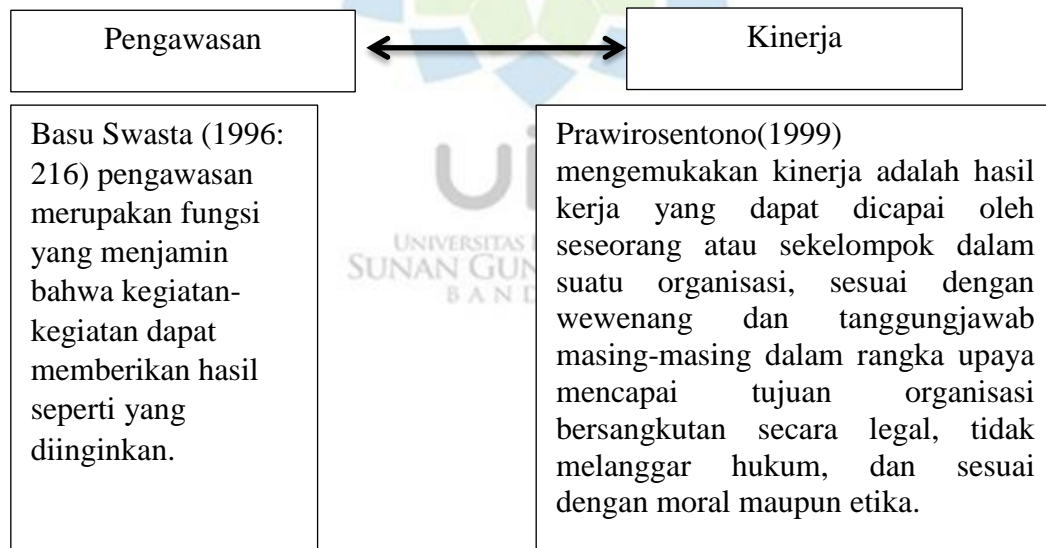 Pengawasan
Kinerja
Basu Swasta (1996:
216) pengawasan
merupakan fungsi
yang menjamin
bahwa kegiatan-
kegiatan dapat
memberikan hasil
seperti yang
diinginkan.
Prawirosentono(1999)
mengemukakan kinerja adalah hasil
kerja yang dapat dicapai oleh
seseorang atau sekelompok dalam
suatu organisasi, sesuai dengan
wewenang dan tanggungjawab
masing-masing dalam rangka upaya
mencapai tujuan organisasi
bersangkutan secara legal, tidak
melanggar hukum, dan sesuai
dengan moral maupun etika.
UNIVERSITAS
SUNAN